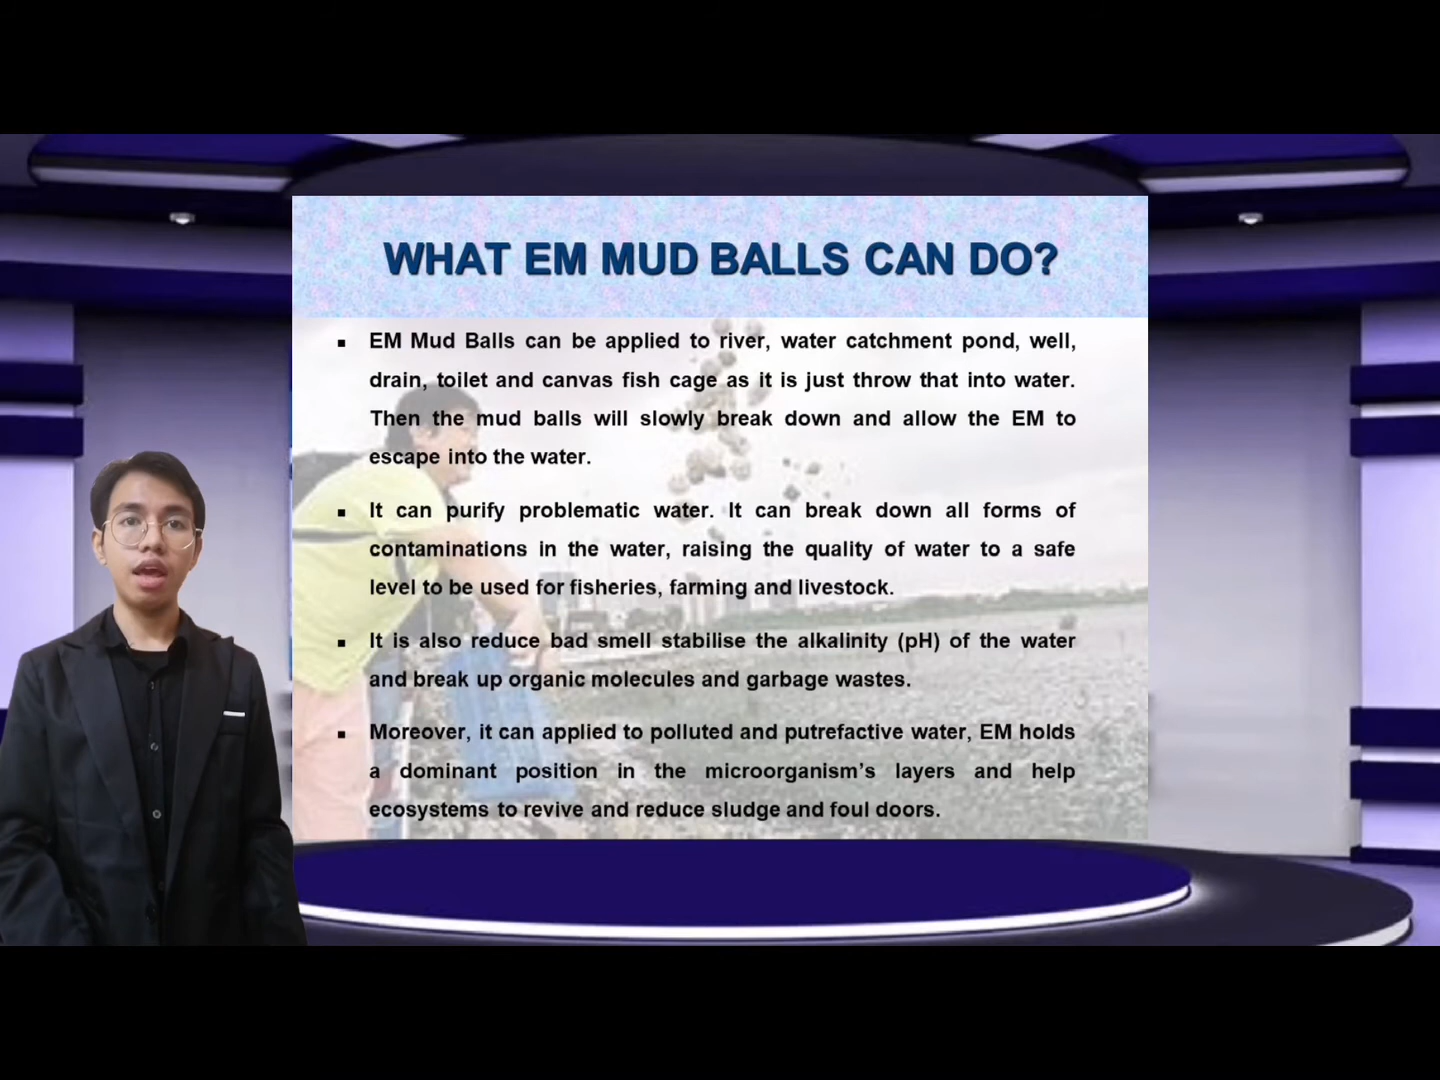 WHAT EM MUD BALLS CAN DO?
▪ EM Mud Balls can be applied to river, water catchment pond, well,
drain, toilet and canvas fish cage as it is just throw that into water.
Then the mud balls will slowly break down and allow the EM to
escape into the water.
▪ It can purify problematic water. It can break down all forms of
contaminations in the water, raising the quality of water to a safe
level to be used for fisheries, farming and livestock.
▪ It is also reduce bad smell stabilise the alkalinity (pH) of the water
and break up organic molecules and garbage wastes.
▪ Moreover, it can applied to polluted and putrefactive water, EM holds
a dominant position in the microorganism’s layers and help
ecosystems to revive and reduce sludge and foul doors.